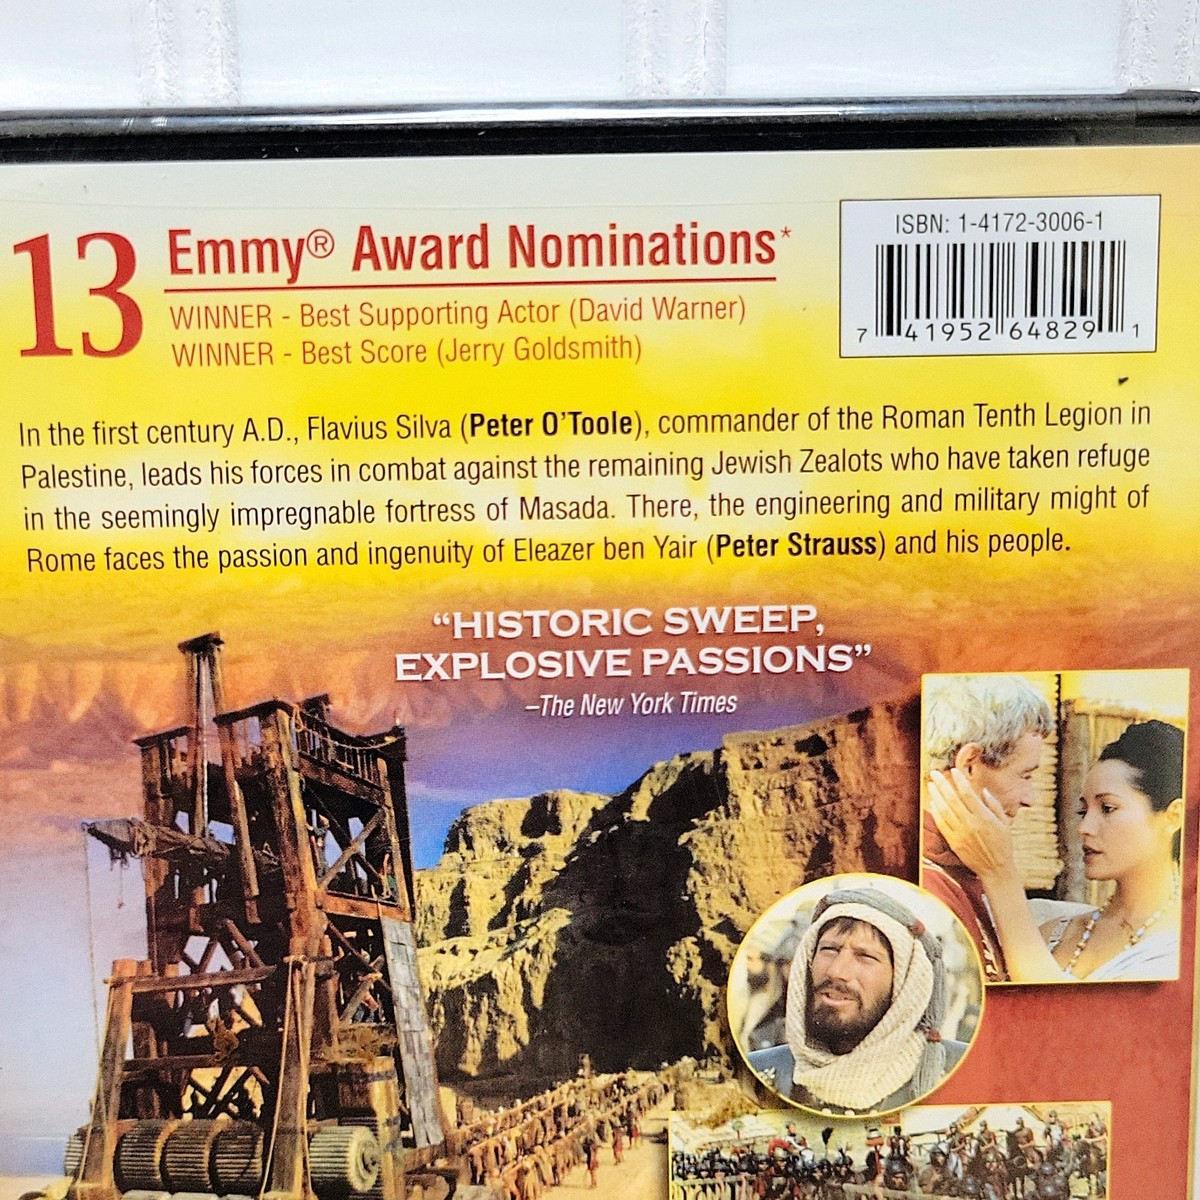 13 Emmy® Award Nominations*
WINNER - Best Supporting Actor (David Warner)
WINNER - Best Score (Jerry Goldsmith)
ISBN: 1-4172-3006-1
7 41952 64829 1
In the first century A.D., Flavius Silva (Peter O'Toole), commander of the Roman Tenth Legion in
Palestine, leads his forces in combat against the remaining Jewish Zealots who have taken refuge
in the seemingly impregnable fortress of Masada. There, the engineering and military might of
Rome faces the passion and ingenuity of Eleazer ben Yair (Peter Strauss) and his people.
“HISTORIC SWEEP,
EXPLOSIVE PASSIONS”
–The New York Times